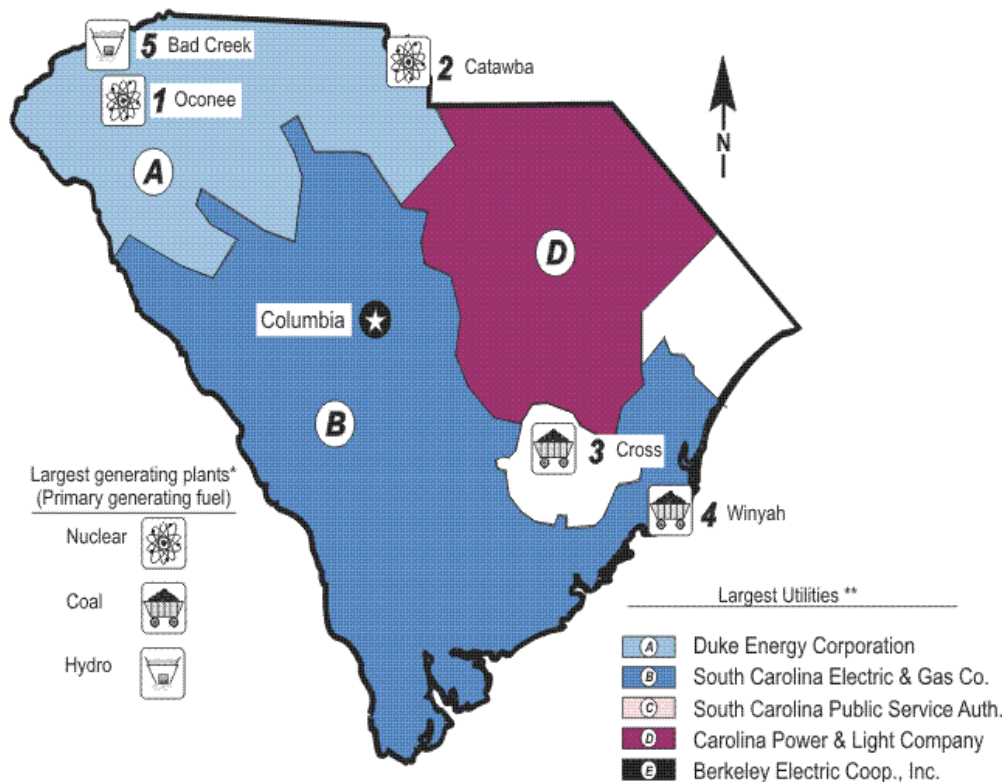 5 Bad Creek
2 Catawba
1 Oconee
N
A
D
Columbia
B
3 Cross
4 Winyah
Largest generating plants*
(Primary generating fuel)
Nuclear
Coal
Hydro
Largest Utilities **
A Duke Energy Corporation
B South Carolina Electric & Gas Co.
C South Carolina Public Service Auth.
D Carolina Power & Light Company
E Berkeley Electric Coop., Inc.